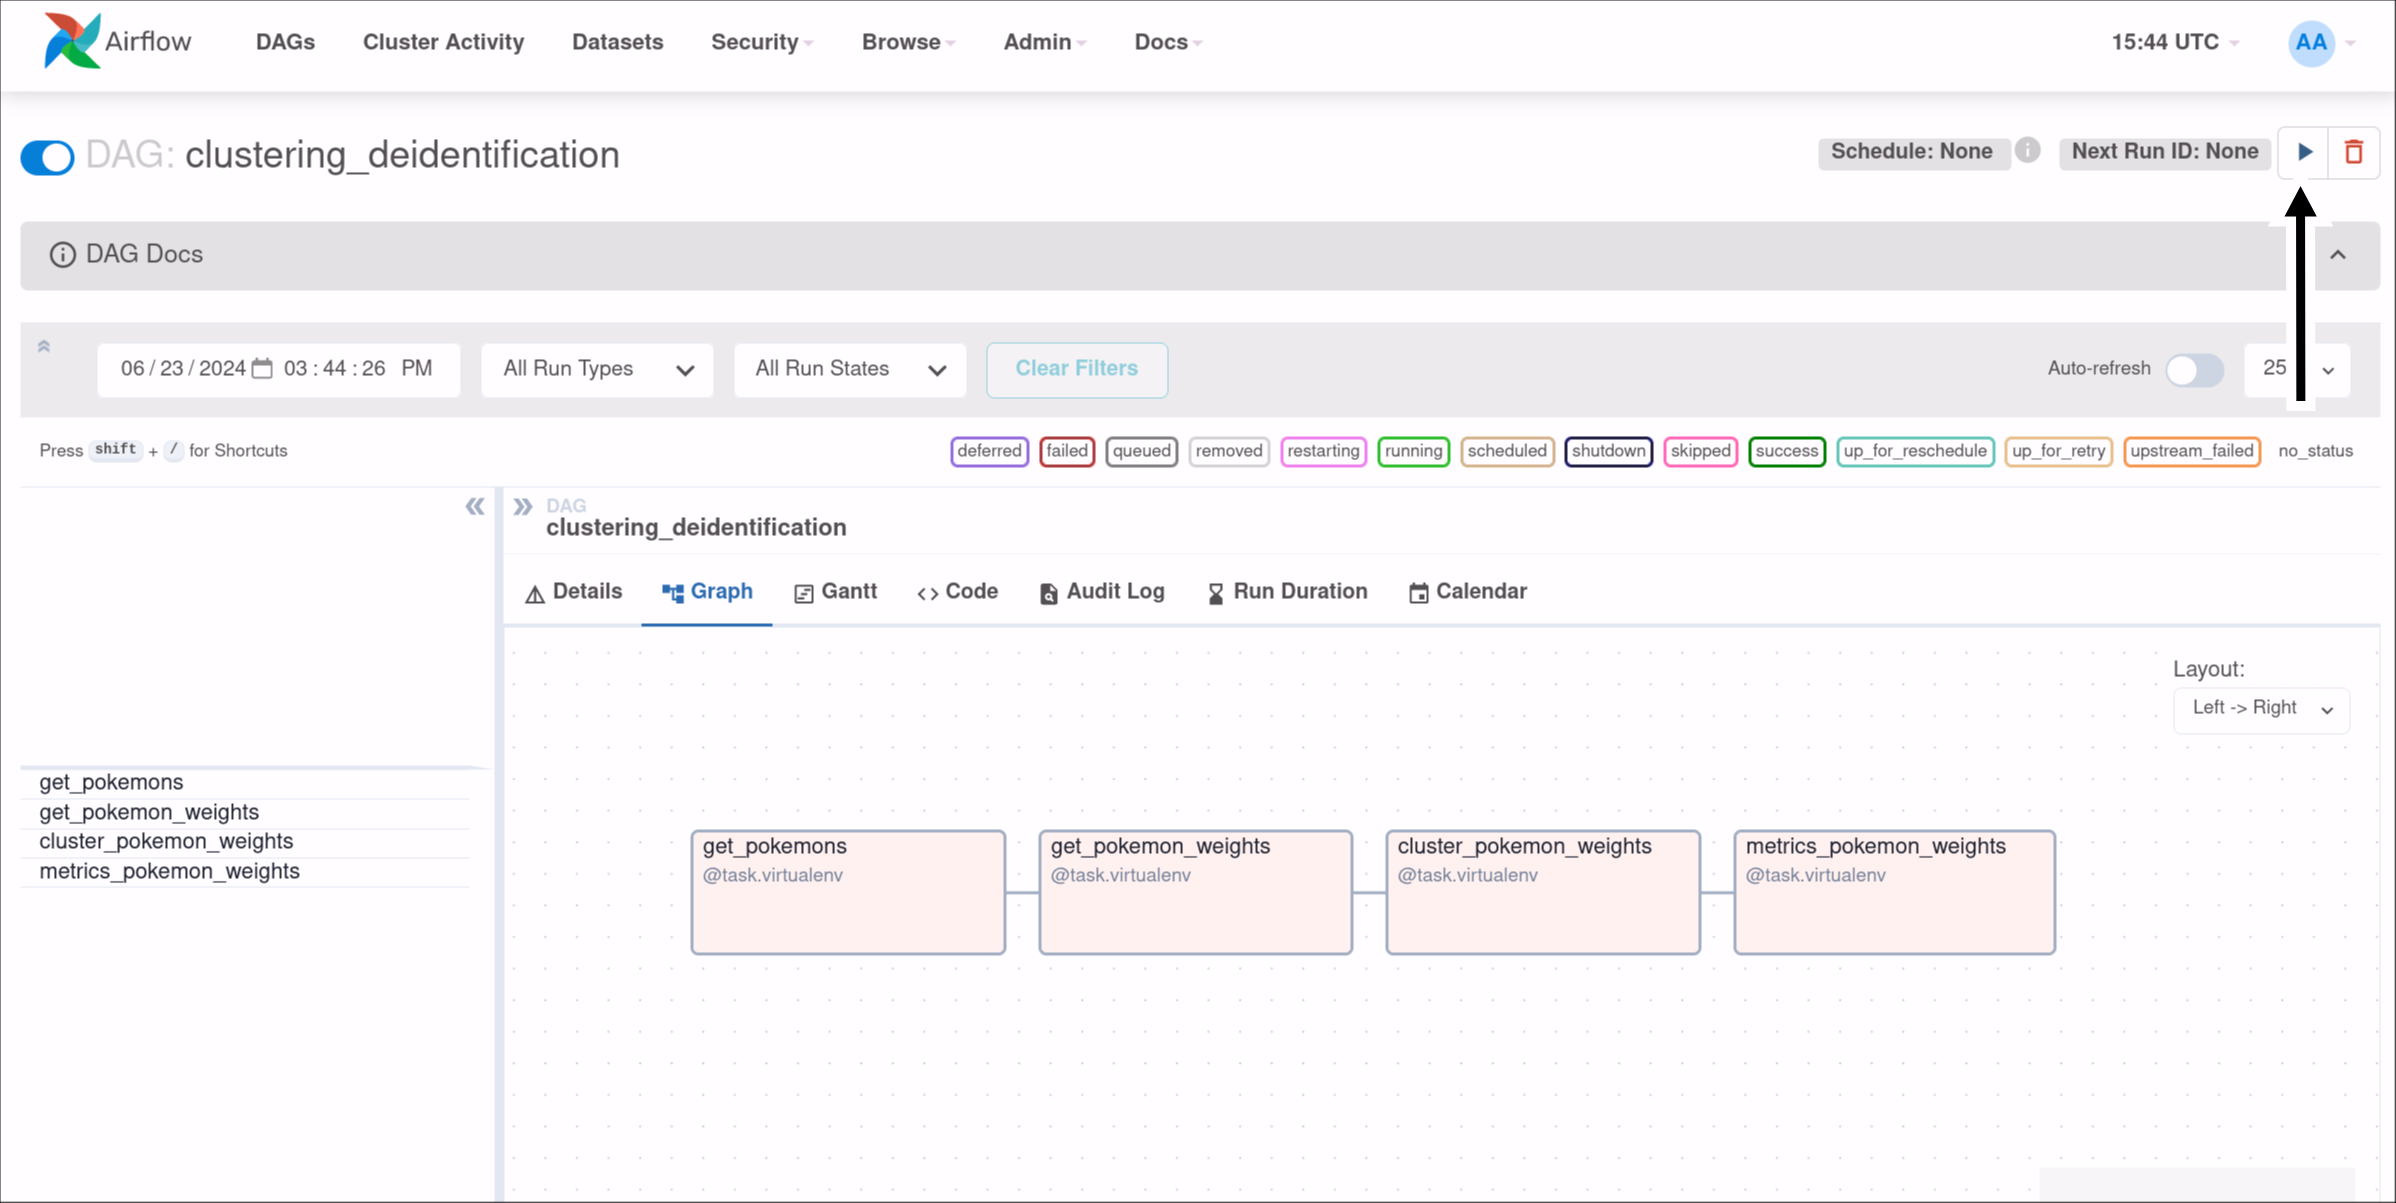 Airflow DAGs Cluster Activity Datasets Security Browse Admin Docs 15:44 UTC AA
DAG: clustering_deidentification Schedule: None i Next Run ID: None
DAG Docs
06 / 23 / 2024 03 : 44 : 26 PM All Run Types All Run States Clear Filters Auto-refresh 25
Press shift + / for Shortcuts deferred failed queued removed restarting running scheduled shutdown skipped success up_for_reschedule up_for_retry upstream_failed no_status
DAG
clustering_deidentification
Details Graph Gantt Code Audit Log Run Duration Calendar
Layout:
Left -> Right
get_pokemons
get_pokemon_weights
cluster_pokemon_weights
metrics_pokemon_weights
get_pokemons
@task.virtualenv
get_pokemon_weights
@task.virtualenv
cluster_pokemon_weights
@task.virtualenv
metrics_pokemon_weights
@task.virtualenv